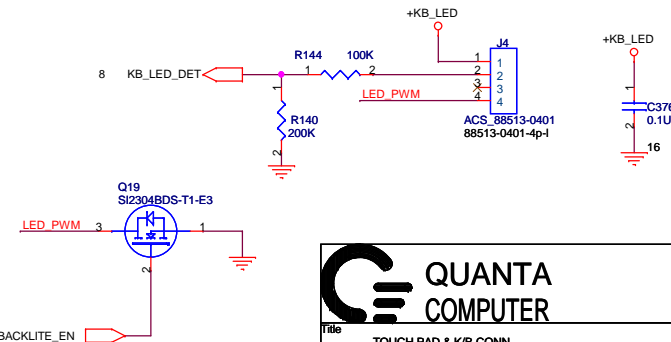 +KB_LED
+KB_LED
J4
R144 100K
8 KB_LED_DET
1 2
1 1
2 2
3 3
4 4
LED_PWM
1
R140
200K
2
ACS_88513-0401
88513-0401-4p-l
1
C376
0.1U
2
16
Q19
SI2304BDS-T1-E3
LED_PWM 3 1
2
BACKLITE_EN
QUANTA
COMPUTER
Title
TOUCH PAD & K/B CONN